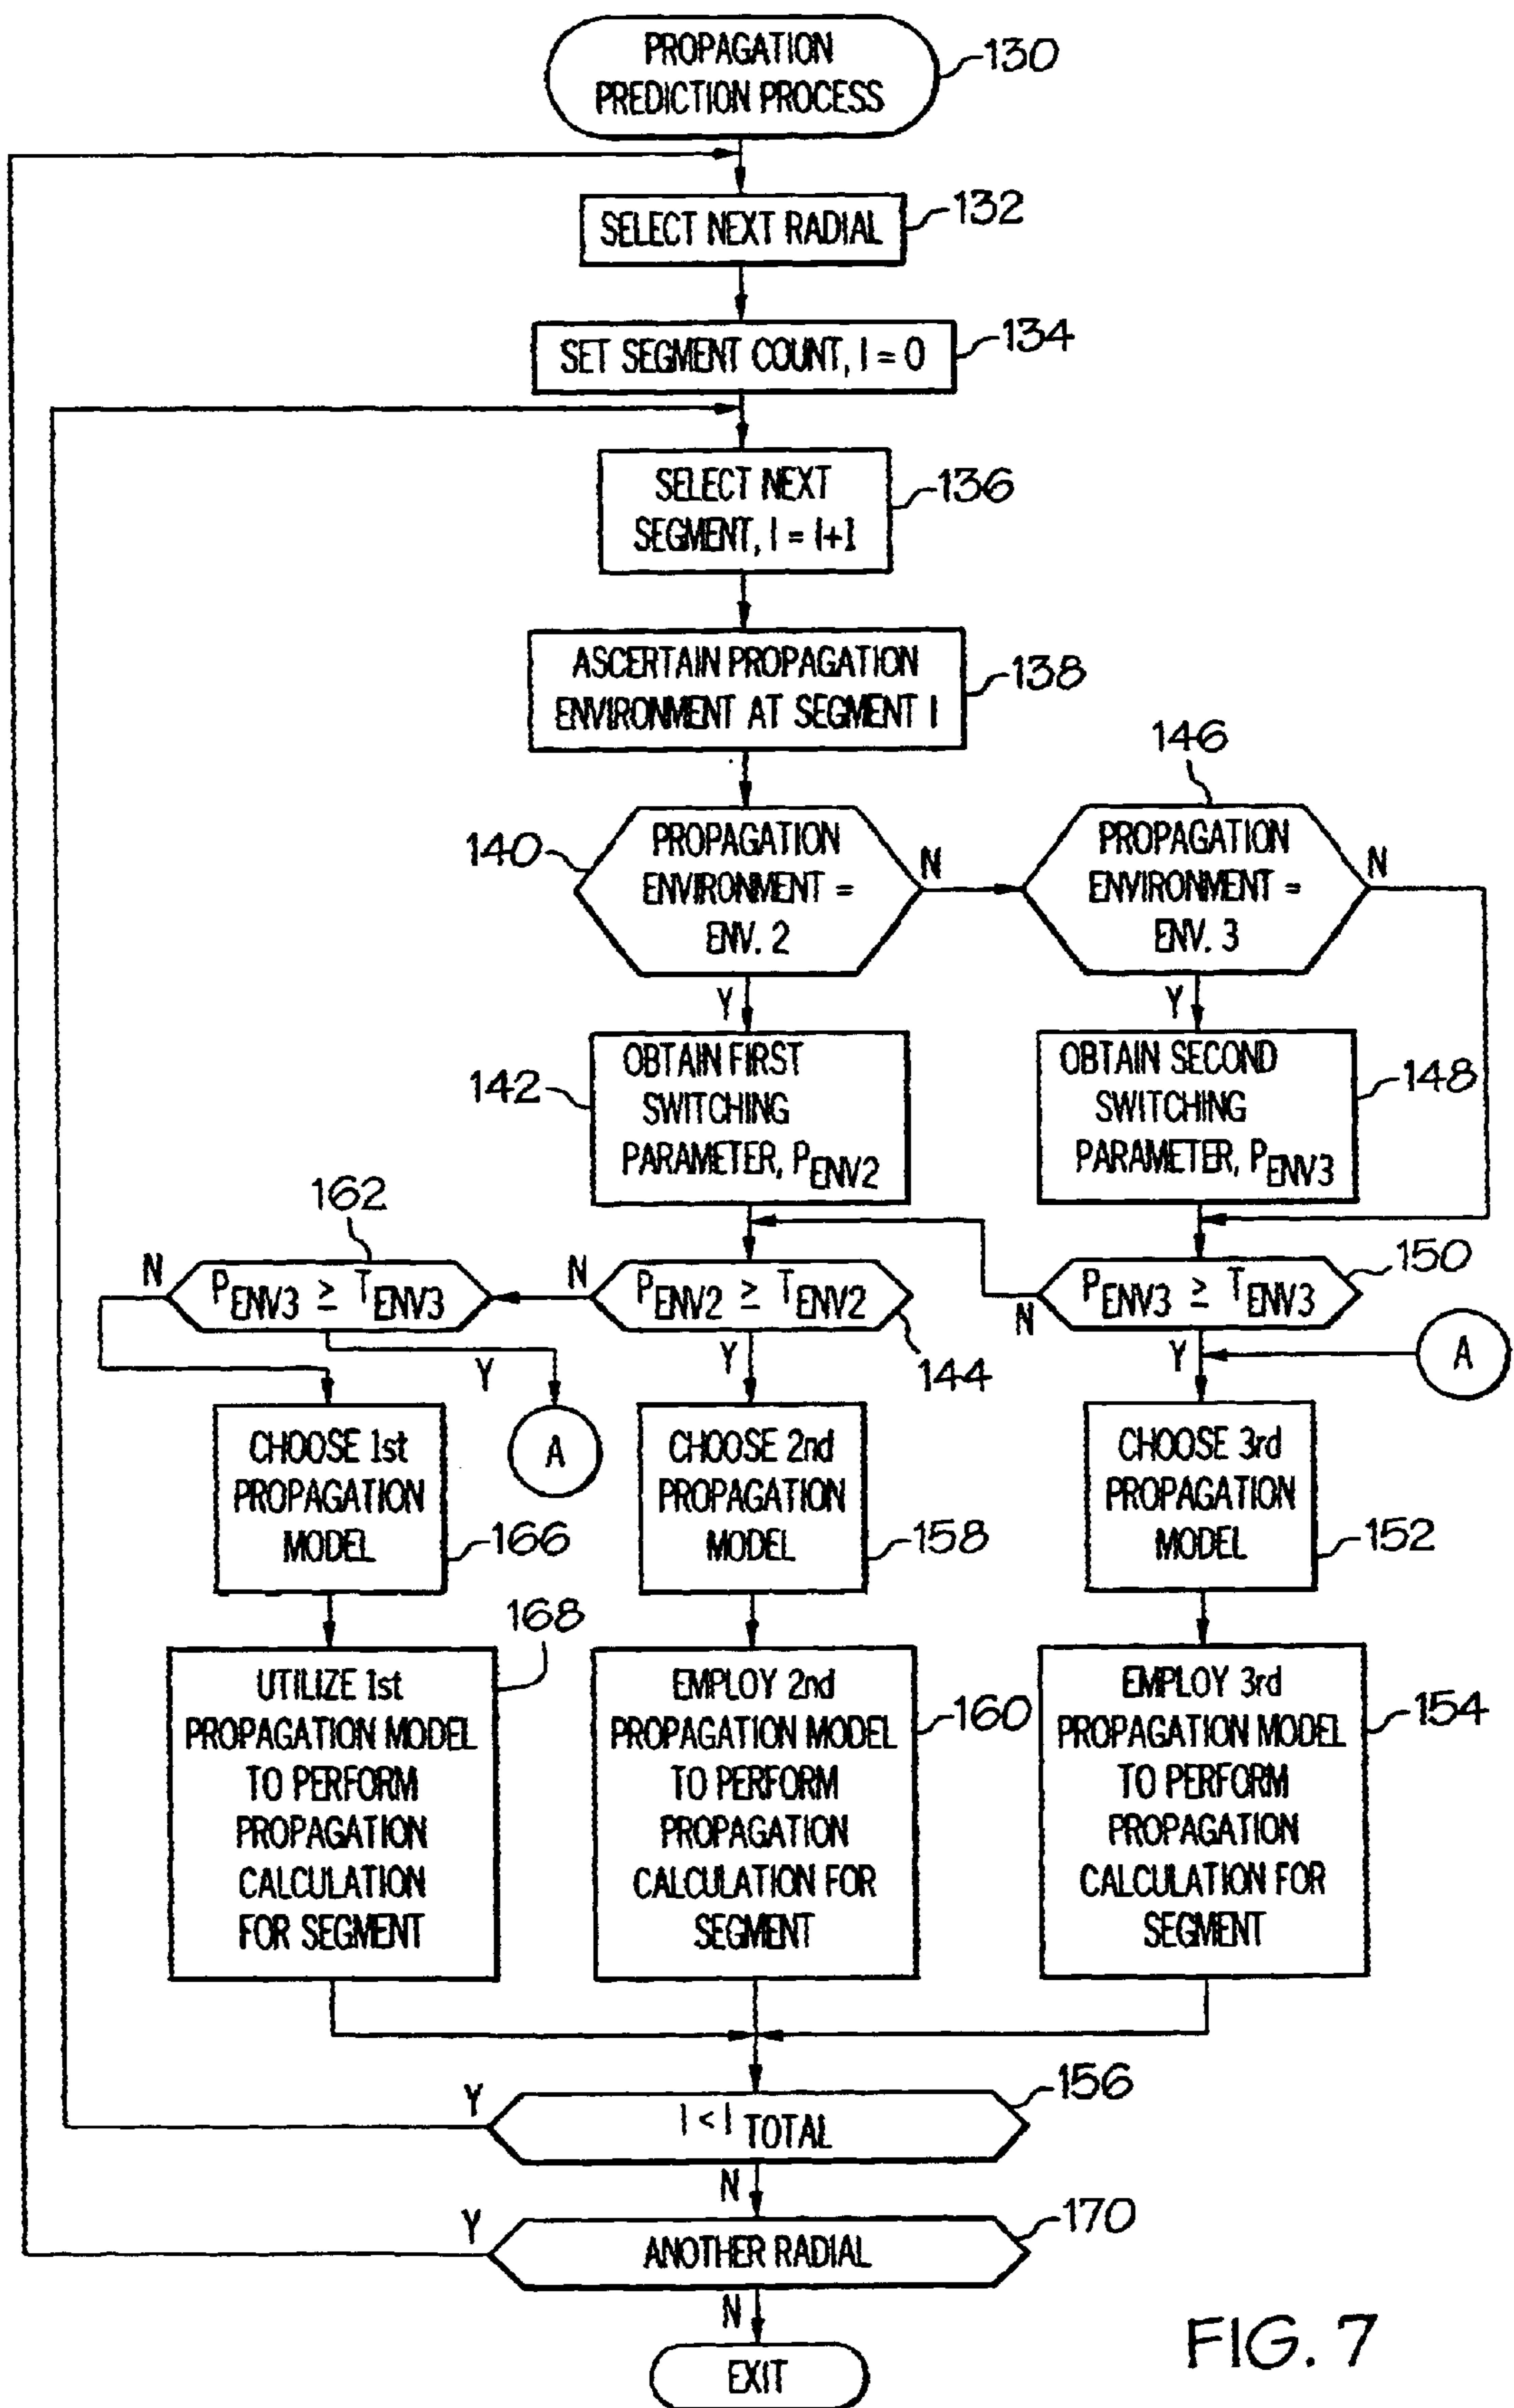 PROPAGATION
PREDICTION PROCESS
130
SELECT NEXT RADIAL
132
SET SEGMENT COUNT, I = 0
134
SELECT NEXT
SEGMENT, I = I+1
136
ASCERTAIN PROPAGATION
ENVIRONMENT AT SEGMENT I
138
140
PROPAGATION
ENVIRONMENT =
ENV. 2
N
Y
146
PROPAGATION
ENVIRONMENT =
ENV. 3
N
Y
142
OBTAIN FIRST
SWITCHING
PARAMETER, PENV2
OBTAIN SECOND
SWITCHING
PARAMETER, PENV3
148
162
N
PENV3 ≥ TENV3
Y
N
PENV2 ≥ TENV2
Y
144
N
PENV3 ≥ TENV3
Y
150
A
CHOOSE 1st
PROPAGATION
MODEL
166
A
CHOOSE 2nd
PROPAGATION
MODEL
158
CHOOSE 3rd
PROPAGATION
MODEL
152
UTILIZE 1st
PROPAGATION MODEL
TO PERFORM
PROPAGATION
CALCULATION
FOR SEGMENT
168
EMPLOY 2nd
PROPAGATION MODEL
TO PERFORM
PROPAGATION
CALCULATION FOR
SEGMENT
160
EMPLOY 3rd
PROPAGATION MODEL
TO PERFORM
PROPAGATION
CALCULATION FOR
SEGMENT
154
Y
I < I TOTAL
156
N
Y
ANOTHER RADIAL
170
N
EXIT
FIG. 7